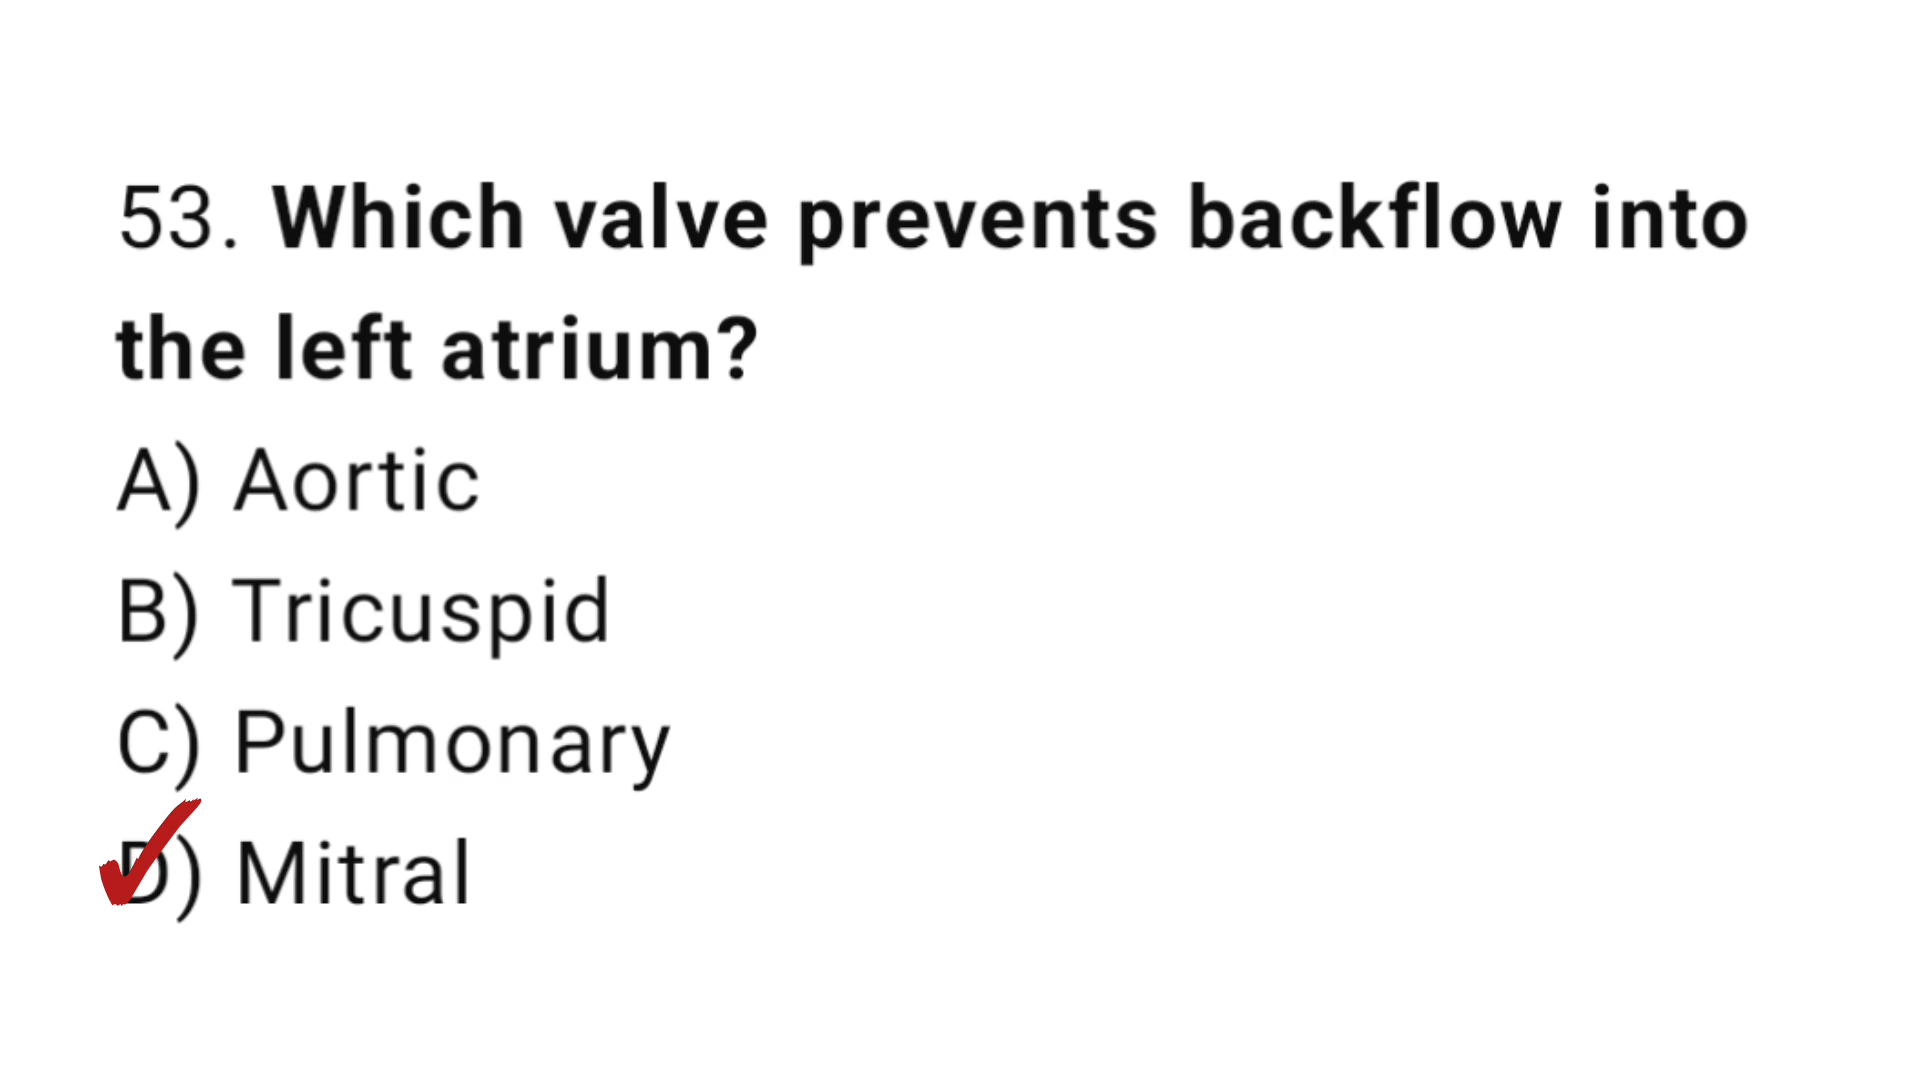 53. Which valve prevents backflow into
the left atrium?
A) Aortic
B) Tricuspid
C) Pulmonary
D) Mitral